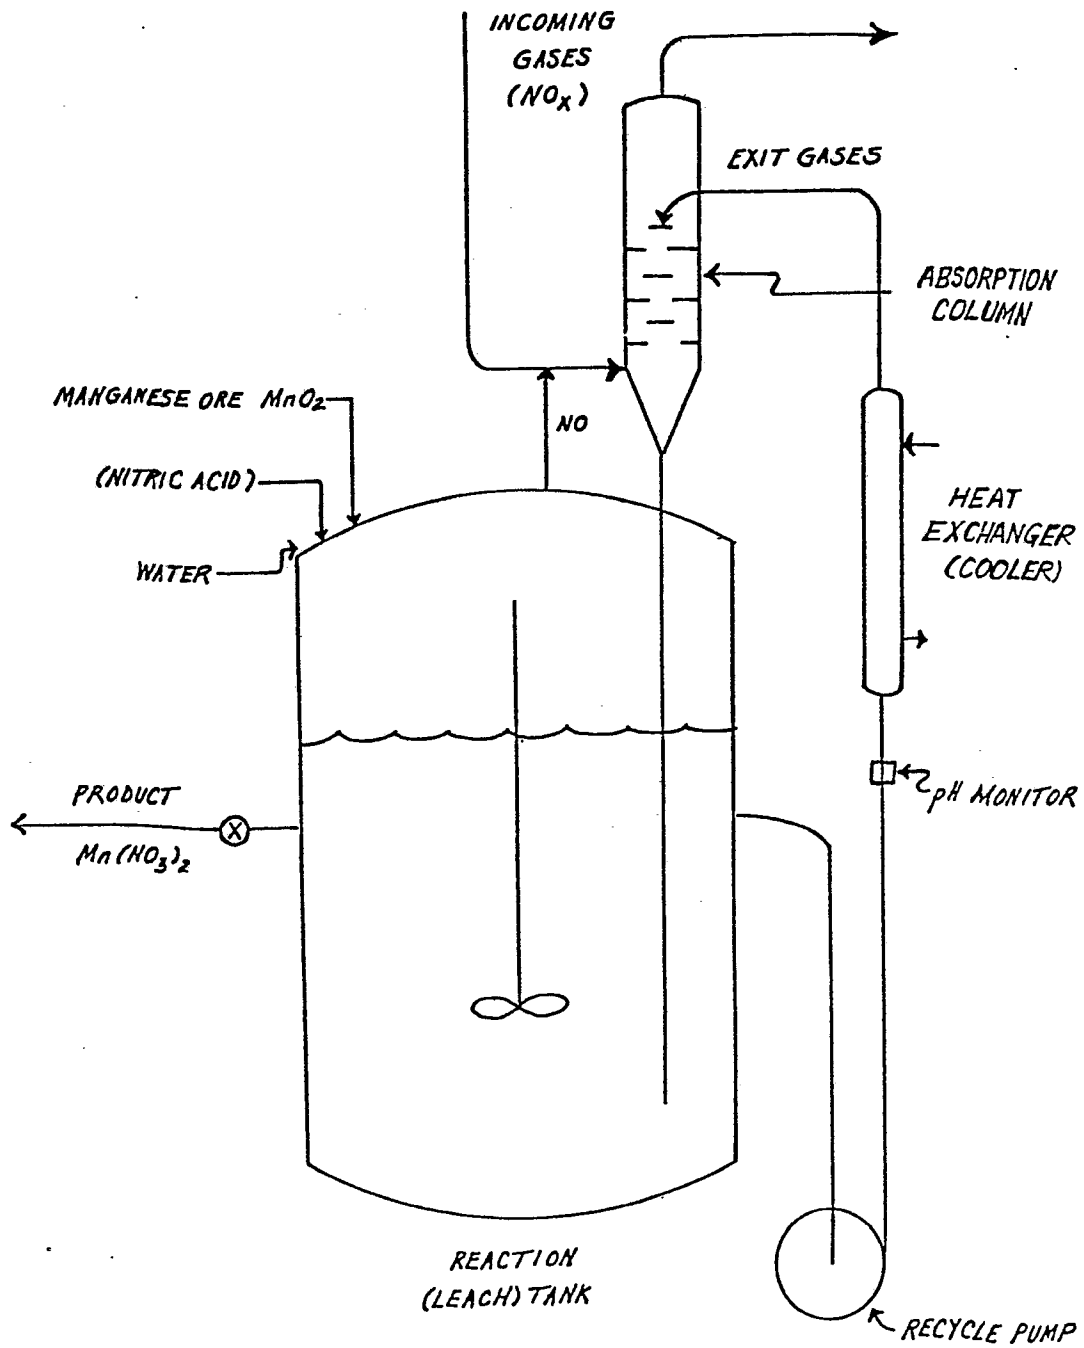 INCOMING
GASES
(NOx)
EXIT GASES
ABSORPTION
COLUMN
MANGANESE ORE MnO2
NO
(NITRIC ACID)
WATER
HEAT
EXCHANGER
(COOLER)
pH MONITOR
PRODUCT
X
Mn(NO3)2
REACTION
(LEACH) TANK
RECYCLE PUMP